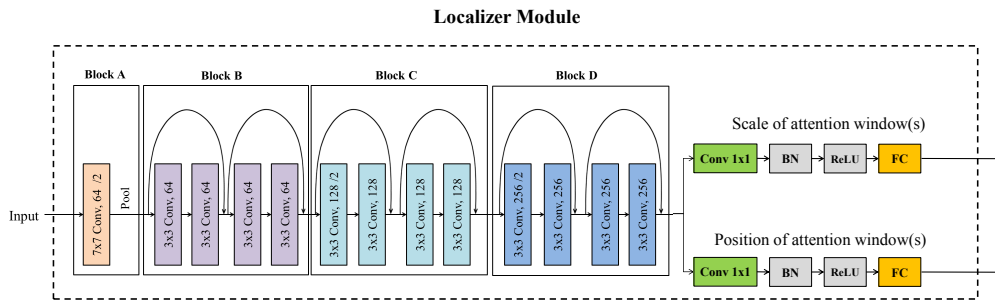 Localizer Module
Block A
Block B
Block C
Block D
Input
7x7 Conv, 64 /2
Pool
3x3 Conv, 64
3x3 Conv, 64
3x3 Conv, 64
3x3 Conv, 64
3x3 Conv, 128 /2
3x3 Conv, 128
3x3 Conv, 128
3x3 Conv, 128
3x3 Conv, 256 /2
3x3 Conv, 256
3x3 Conv, 256
3x3 Conv, 256
Scale of attention window(s)
Conv 1x1
BN
ReLU
FC
Position of attention window(s)
Conv 1x1
BN
ReLU
FC